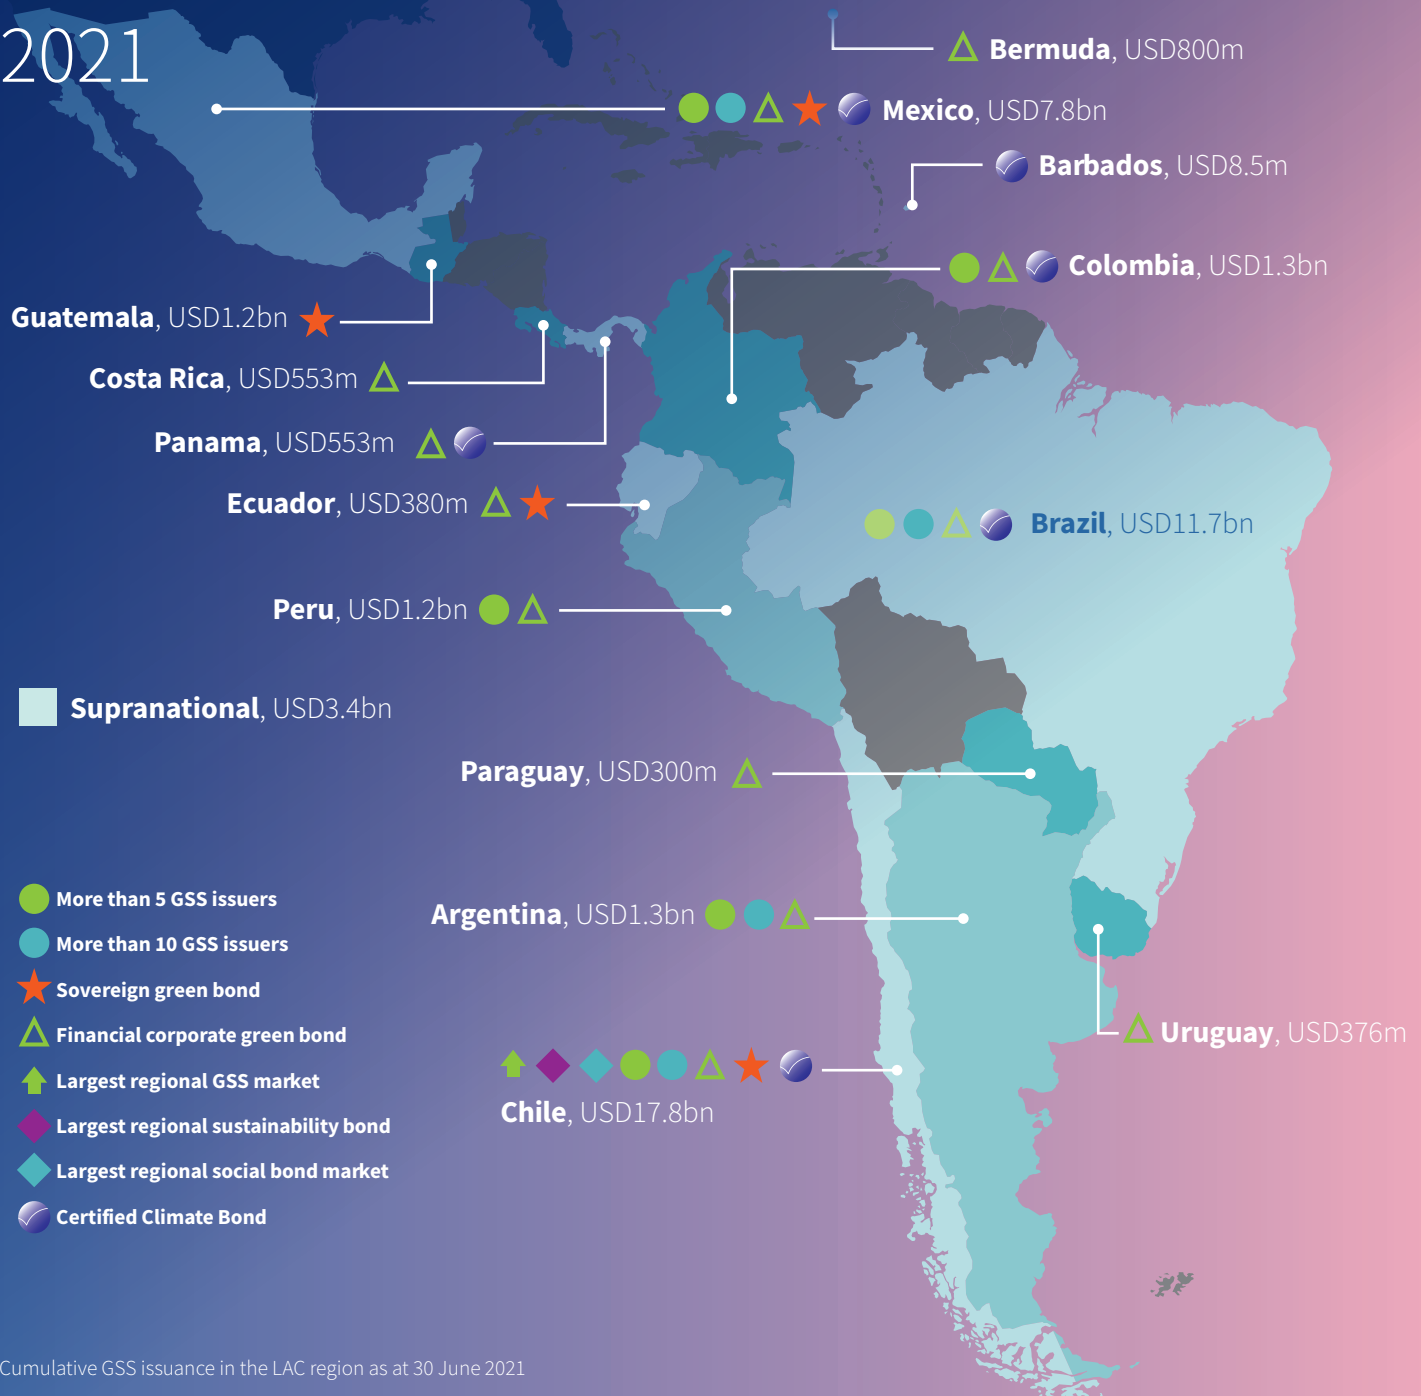 2021
Bermuda, USD800m
Mexico, USD7.8bn
Barbados, USD8.5m
Colombia, USD1.3bn
Guatemala, USD1.2bn
Costa Rica, USD553m
Panama, USD553m
Ecuador, USD380m
Brazil, USD11.7bn
Peru, USD1.2bn
Supranational, USD3.4bn
Paraguay, USD300m
Argentina, USD1.3bn
Uruguay, USD376m
Chile, USD17.8bn
More than 5 GSS issuers
More than 10 GSS issuers
Sovereign green bond
Financial corporate green bond
Largest regional GSS market
Largest regional sustainability bond
Largest regional social bond market
Certified Climate Bond
Cumulative GSS issuance in the LAC region as at 30 June 2021